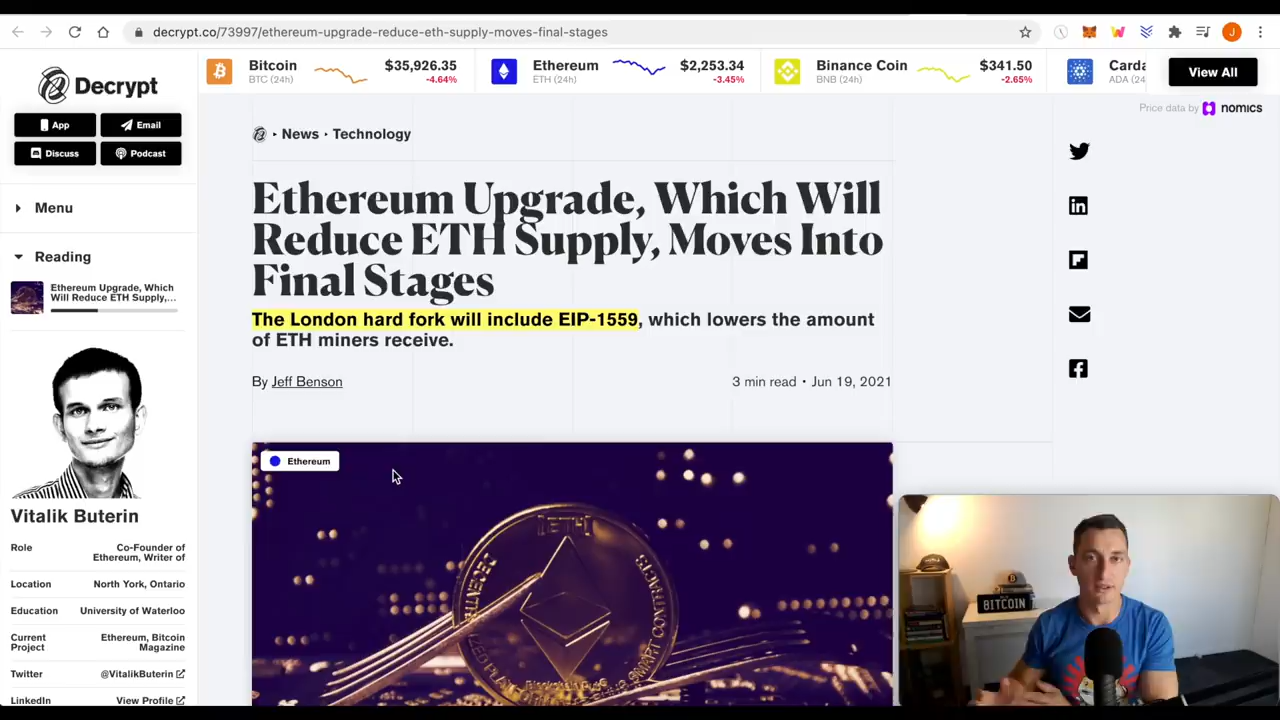 decrypt.co/73997/ethereum-upgrade-reduce-eth-supply-moves-final-stages
J
Decrypt
App
Email
Discuss
Podcast
Menu
Reading
Ethereum Upgrade, Which
Will Reduce ETH Supply,...
Vitalik Buterin
Role
Co-Founder of
Ethereum, Writer of
Location
North York, Ontario
Education
University of Waterloo
Current
Project
Ethereum, Bitcoin
Magazine
Twitter
@VitalikButerin
LinkedIn
View Profile
Bitcoin
BTC (24h)
$35,926.35
-4.64%
Ethereum
ETH (24h)
$2,253.34
-3.45%
Binance Coin
BNB (24h)
$341.50
-2.65%
Carda
ADA (24
View All
Price data by nomics
News · Technology
Ethereum Upgrade, Which Will
Reduce ETH Supply, Moves Into
Final Stages
The London hard fork will include EIP-1559, which lowers the amount
of ETH miners receive.
By Jeff Benson
3 min read • Jun 19, 2021
Ethereum
ETH
BITCOIN